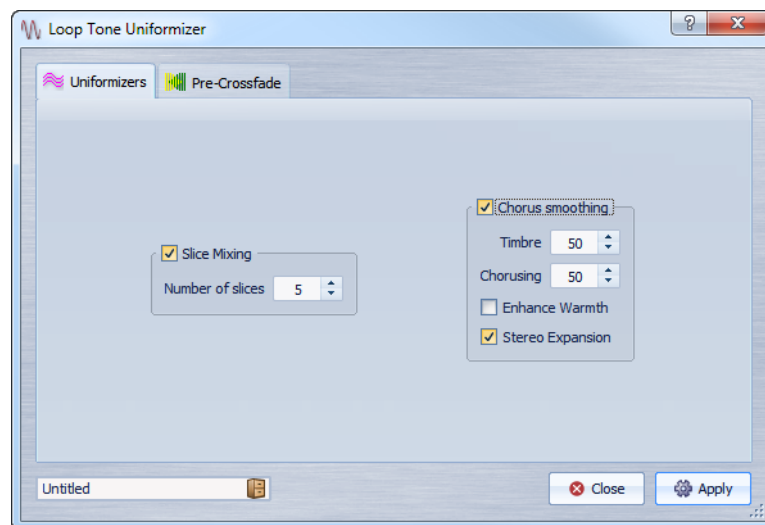 Loop Tone Uniformizer
?
Uniformizers Pre-Crossfade
Chorus smoothing
Timbre 50
Slice Mixing
Number of slices 5
Chorusing 50
Enhance Warmth
Stereo Expansion
Untitled
Close Apply